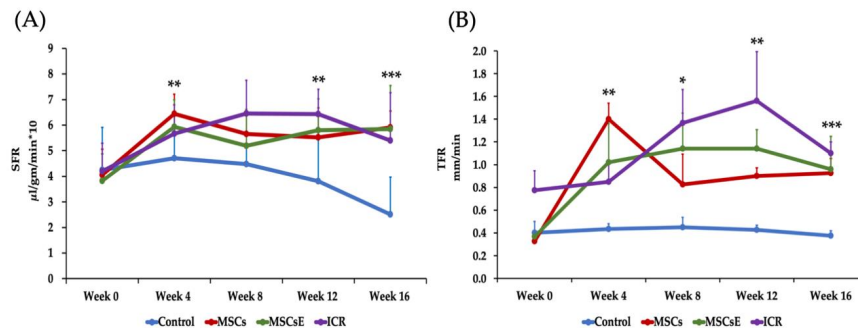 (A)
SFR
µl/gm/min*10
9
8
7
6
5
4
3
2
1
0
**
**
***
Week 0 Week 4 Week 8 Week 12 Week 16
Control MSCs MSCsE ICR
(B)
TFR
mm/min
2.0
1.8
1.6
1.4
1.2
1.0
0.8
0.6
0.4
0.2
0.0
**
*
**
***
Week 0 Week 4 Week 8 Week 12 Week 16
Control MSCs MSCsE ICR